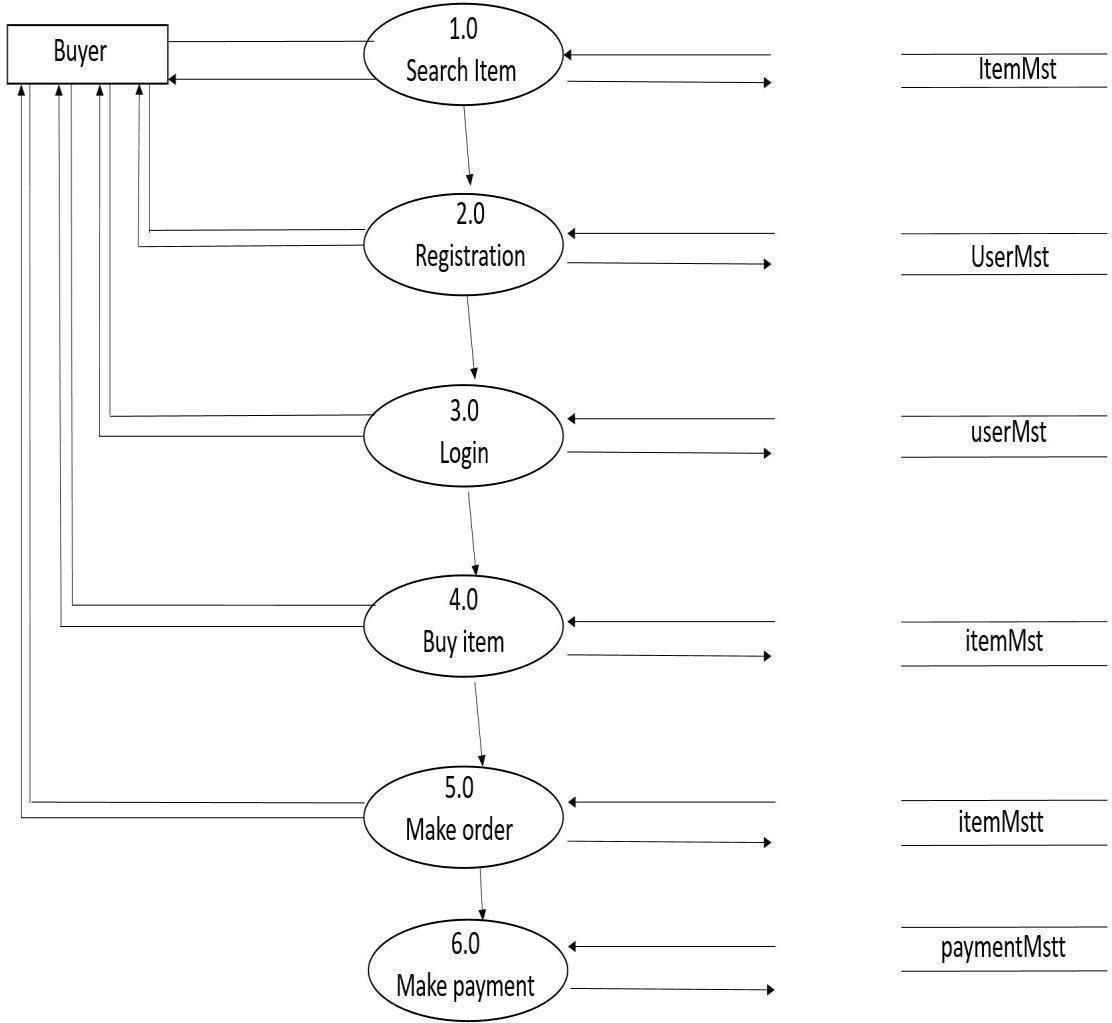 Buyer
1.0
Search Item
ItemMst
2.0
Registration
UserMst
3.0
Login
userMst
4.0
Buy item
itemMst
5.0
Make order
itemMstt
6.0
Make payment
paymentMstt